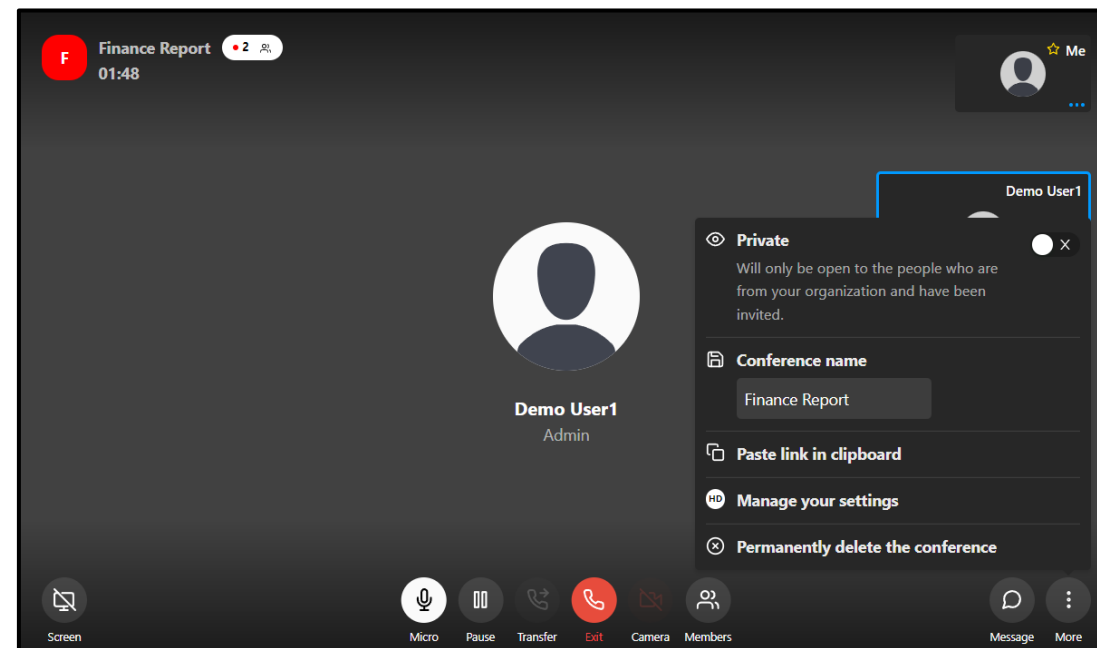 F
Finance Report
2
01:48
Me
Demo User1
Private
Will only be open to the people who are
from your organization and have been
invited.
Conference name
Finance Report
Paste link in clipboard
HD
Manage your settings
Permanently delete the conference
Demo User1
Admin
Screen
Micro
Pause
Transfer
Exit
Camera
Members
Message
More